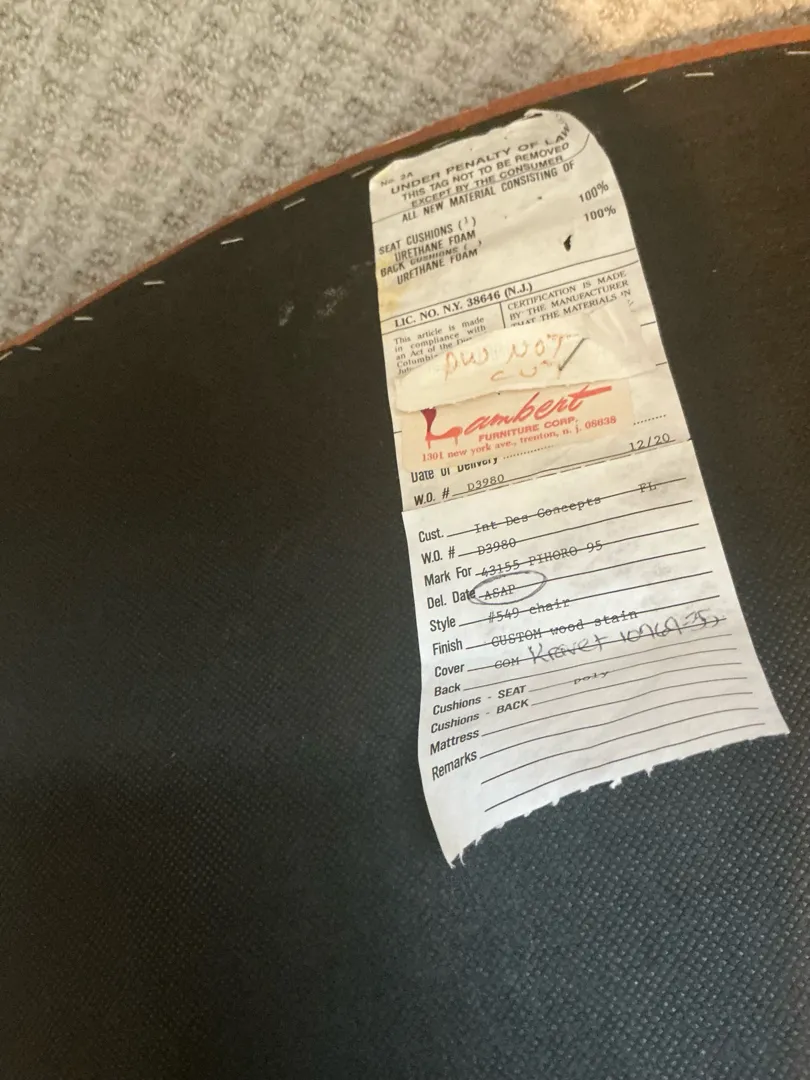 No. 2A
UNDER PENALTY OF LAW
THIS TAG NOT TO BE REMOVED
EXCEPT BY THE CONSUMER
ALL NEW MATERIAL CONSISTING OF
SEAT CUSHIONS (1) 100%
URETHANE FOAM
BACK CUSHIONS ( ) 100%
URETHANE FOAM
LIC. NO. N.Y. 38646 (N.J.)
This article is made
in compliance with
an Act of the
CERTIFICATION IS MADE
BY THE MANUFACTURER
THAT THE MATERIALS IN
NOT
Lambert
FURNITURE CORP.
1301 new york ave., trenton, n. j. 08638
Date of Delivery 12/20
W.O. # D3980
Cust. Int Des Concepts FL
W.O. # D3980
Mark For 43155 PIHORO 95
Del. Date ASAP
Style #549 chair
Finish CUSTOM wood stain
Cover COM Kravet
Back
Cushions - SEAT poly
Cushions - BACK
Mattress
Remarks